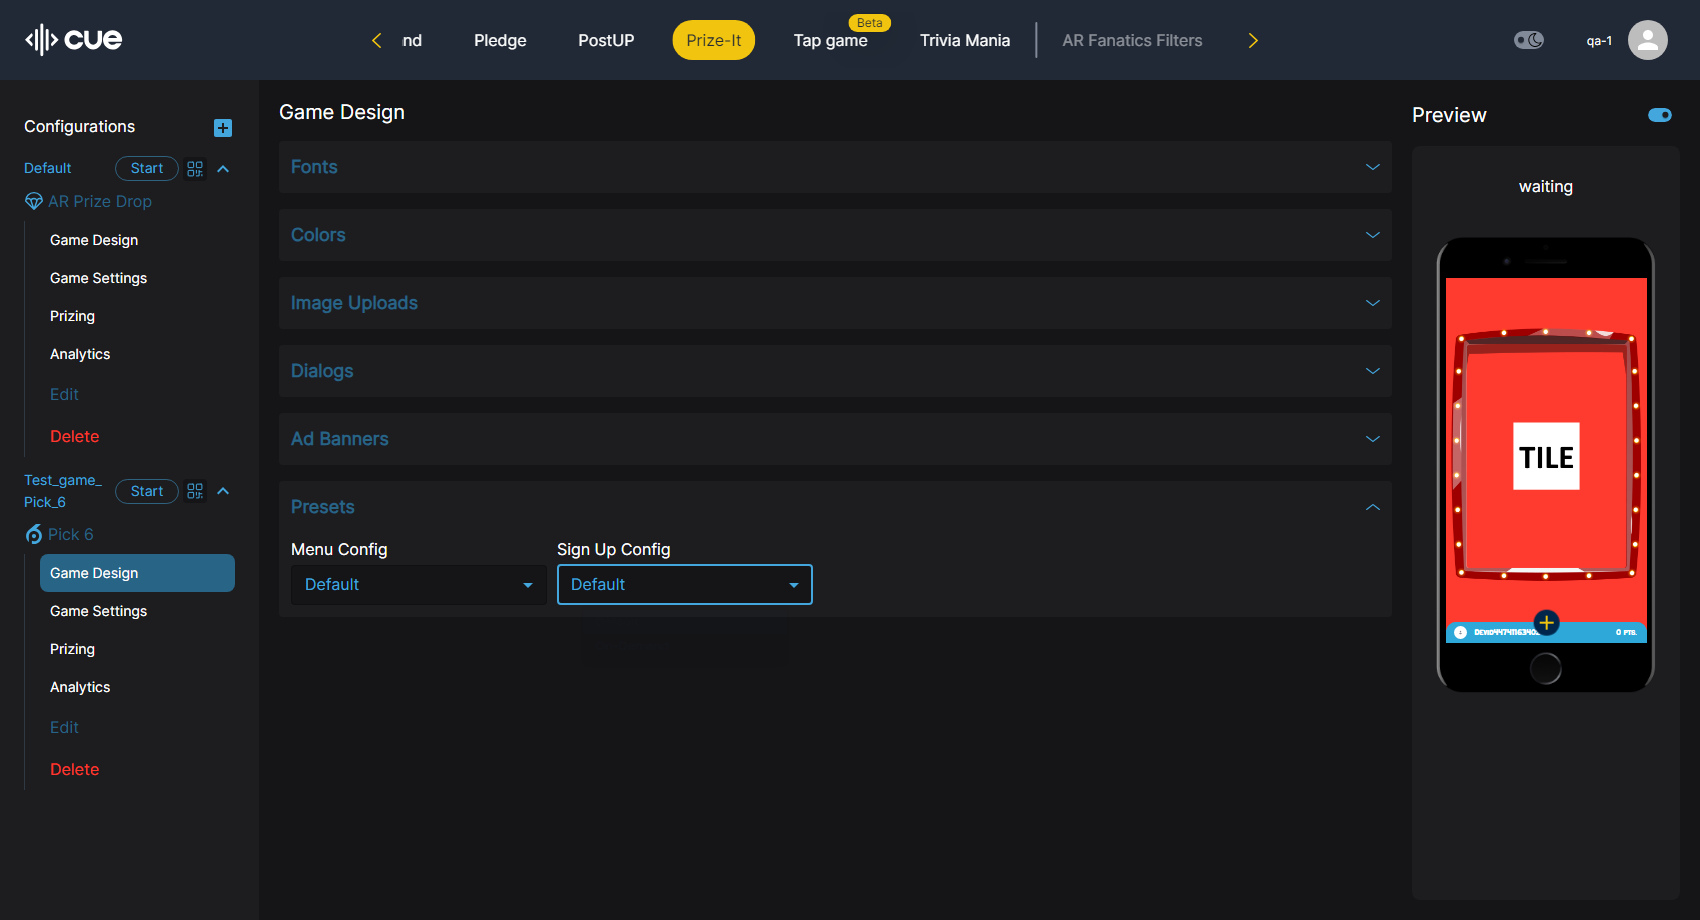 cue
nd
Pledge
PostUP
Prize-It
Beta
Tap game
Trivia Mania
AR Fanatics Filters
qa-1
Configurations
Default
Start
AR Prize Drop
Game Design
Game Settings
Prizing
Analytics
Edit
Delete
Test_game_
Pick_6
Start
Pick 6
Game Design
Game Settings
Prizing
Analytics
Edit
Delete
Game Design
Fonts
Colors
Image Uploads
Dialogs
Ad Banners
Presets
Menu Config
Sign Up Config
Default
Default
Preview
waiting
TILE
0 PTS.